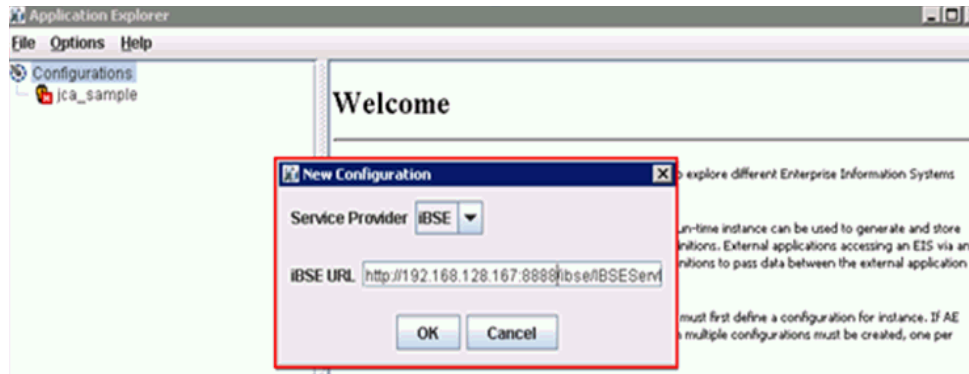 Application Explorer
File Options Help
Configurations
jca_sample
Welcome
New Configuration
Service Provider iBSE
iBSE URL http://192.168.128.167:8888/ibse/IBSEServl
OK Cancel
explore different Enterprise Information Systems
un-time instance can be used to generate and store
nitions. External applications accessing an EIS via an
nitions to pass data between the external application
must first define a configuration for instance. If AE
multiple configurations must be created, one per